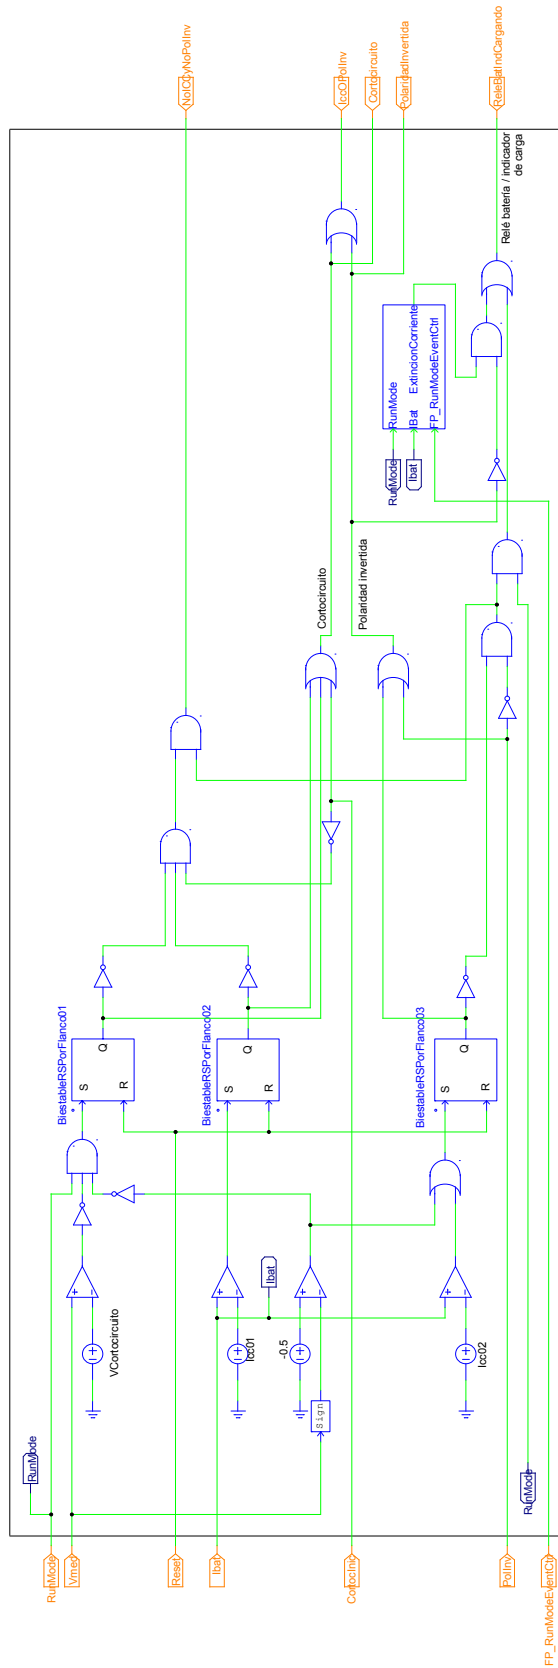 RunMode
RunMode
Vmed
VCortocircuito
+
−
BiestableRSPorFlanco01
S
R
Q
Reset
NoICCyNoPolInv
Ibat
Icc01
+
−
Ibat
BiestableRSPorFlanco02
S
R
Q
-0.5
+
−
Sign
CortocInic
Cortocircuito
IccOPolInv
Cortocircuito
Polaridad invertida
PolaridadInvertida
Icc02
+
−
BiestableRSPorFlanco03
S
R
Q
RunMode
Ibat
RunMode
IBat ExtincionCorriente
FP_RunModeEventCtrl
PolInv
RunMode
ReleBatIndCargando
Relé batería / indicador
de carga
FP_RunModeEventCtrl